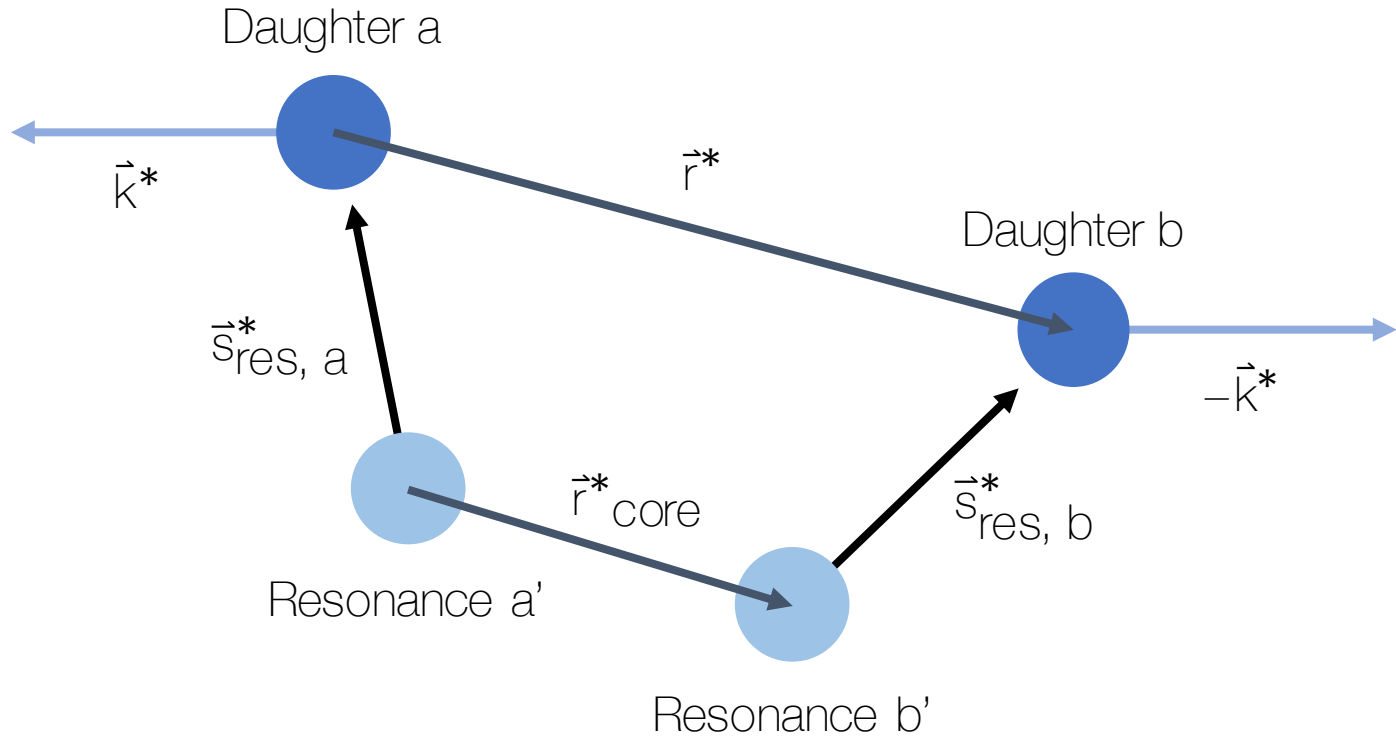 Daughter a
r⃗*
k⃗*
Daughter b
s⃗*res, a
−k⃗*
r⃗*core
s⃗*res, b
Resonance a’
Resonance b’